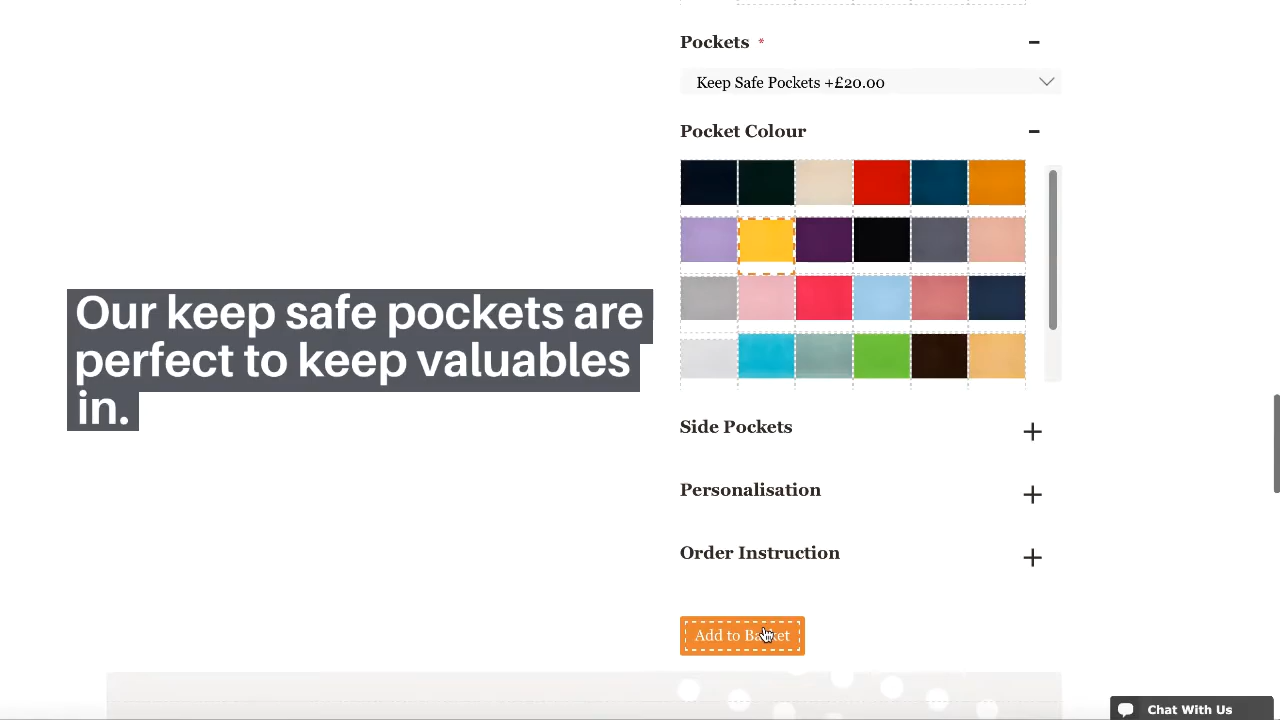 Pockets *
Keep Safe Pockets +£20.00
Pocket Colour
Our keep safe pockets are
perfect to keep valuables
in.
Side Pockets
Personalisation
Order Instruction
Add to Basket
Chat With Us